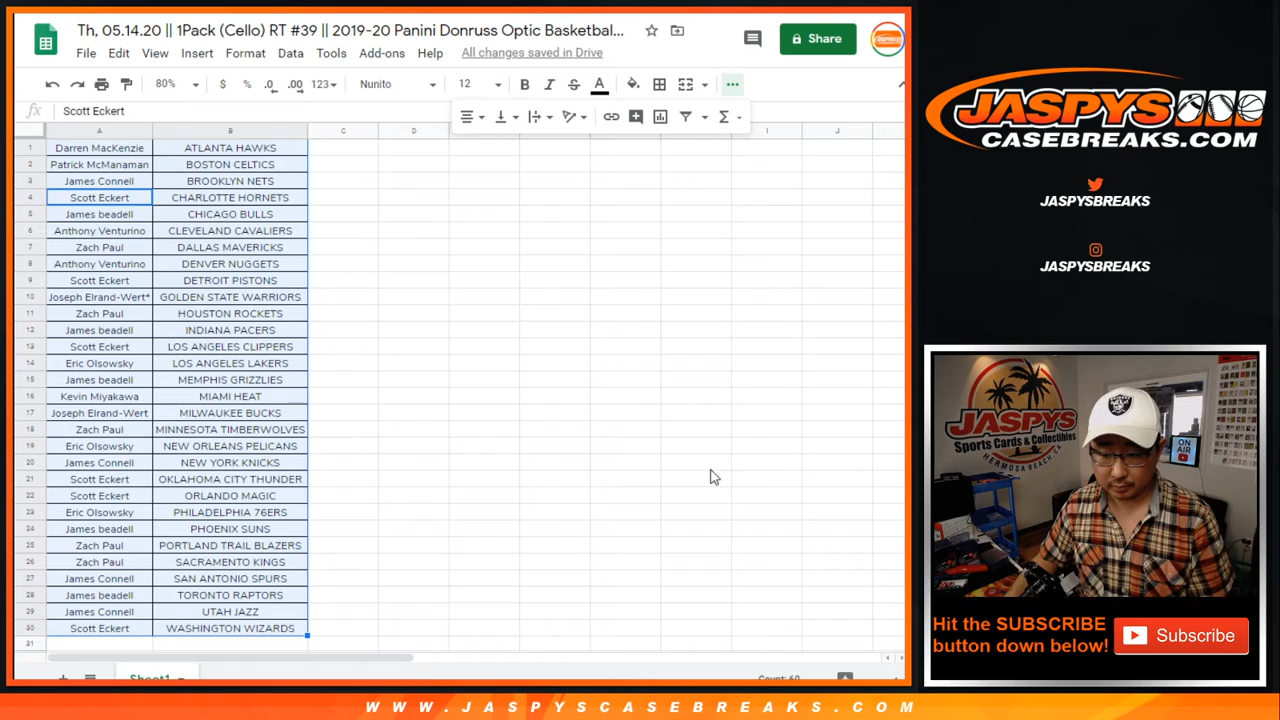 Th, 05.14.20 || 1Pack (Cello) RT #39 || 2019-20 Panini Donruss Optic Basketbal...
File Edit View Insert Format Data Tools Add-ons Help All changes saved in Drive
Share
80% $ % .0 .00 123 Nunito 12 B I S A
fx Scott Eckert
A B C D I J
1 Darren MacKenzie ATLANTA HAWKS
2 Patrick McManaman BOSTON CELTICS
3 James Connell BROOKLYN NETS
4 Scott Eckert CHARLOTTE HORNETS
5 James beadell CHICAGO BULLS
6 Anthony Venturino CLEVELAND CAVALIERS
7 Zach Paul DALLAS MAVERICKS
8 Anthony Venturino DENVER NUGGETS
9 Scott Eckert DETROIT PISTONS
10 Joseph Elrand-Wert* GOLDEN STATE WARRIORS
11 Zach Paul HOUSTON ROCKETS
12 James beadell INDIANA PACERS
13 Scott Eckert LOS ANGELES CLIPPERS
14 Eric Olsowsky LOS ANGELES LAKERS
15 James beadell MEMPHIS GRIZZLIES
16 Kevin Miyakawa MIAMI HEAT
17 Joseph Elrand-Wert MILWAUKEE BUCKS
18 Zach Paul MINNESOTA TIMBERWOLVES
19 Eric Olsowsky NEW ORLEANS PELICANS
20 James Connell NEW YORK KNICKS
21 Scott Eckert OKLAHOMA CITY THUNDER
22 Scott Eckert ORLANDO MAGIC
23 Eric Olsowsky PHILADELPHIA 76ERS
24 James beadell PHOENIX SUNS
25 Zach Paul PORTLAND TRAIL BLAZERS
26 Zach Paul SACRAMENTO KINGS
27 James Connell SAN ANTONIO SPURS
28 James beadell TORONTO RAPTORS
29 James Connell UTAH JAZZ
30 Scott Eckert WASHINGTON WIZARDS
31
Sheet1 Count: 60
JASPYS
CASEBREAKS.COM
JASPYSBREAKS
JASPYSBREAKS
JASPYS
Sports Cards & Collectibles
HERMOSA BEACH, CA
ON AIR
Hit the SUBSCRIBE
button down below!
Subscribe
WWW.JASPYSCASEBREAKS.COM